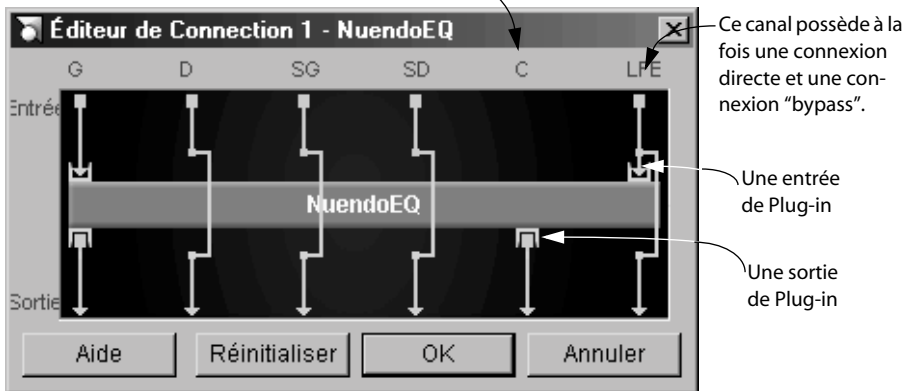 Éditeur de Connection 1 - NuendoEQ
G D SG SD C LFE
Entrée
NuendoEQ
Sortie
Aide Réinitialiser OK Annuler
Ce canal possède à la
fois une connexion
directe et une con-
nexion “bypass”.
Une entrée
de Plug-in
Une sortie
de Plug-in